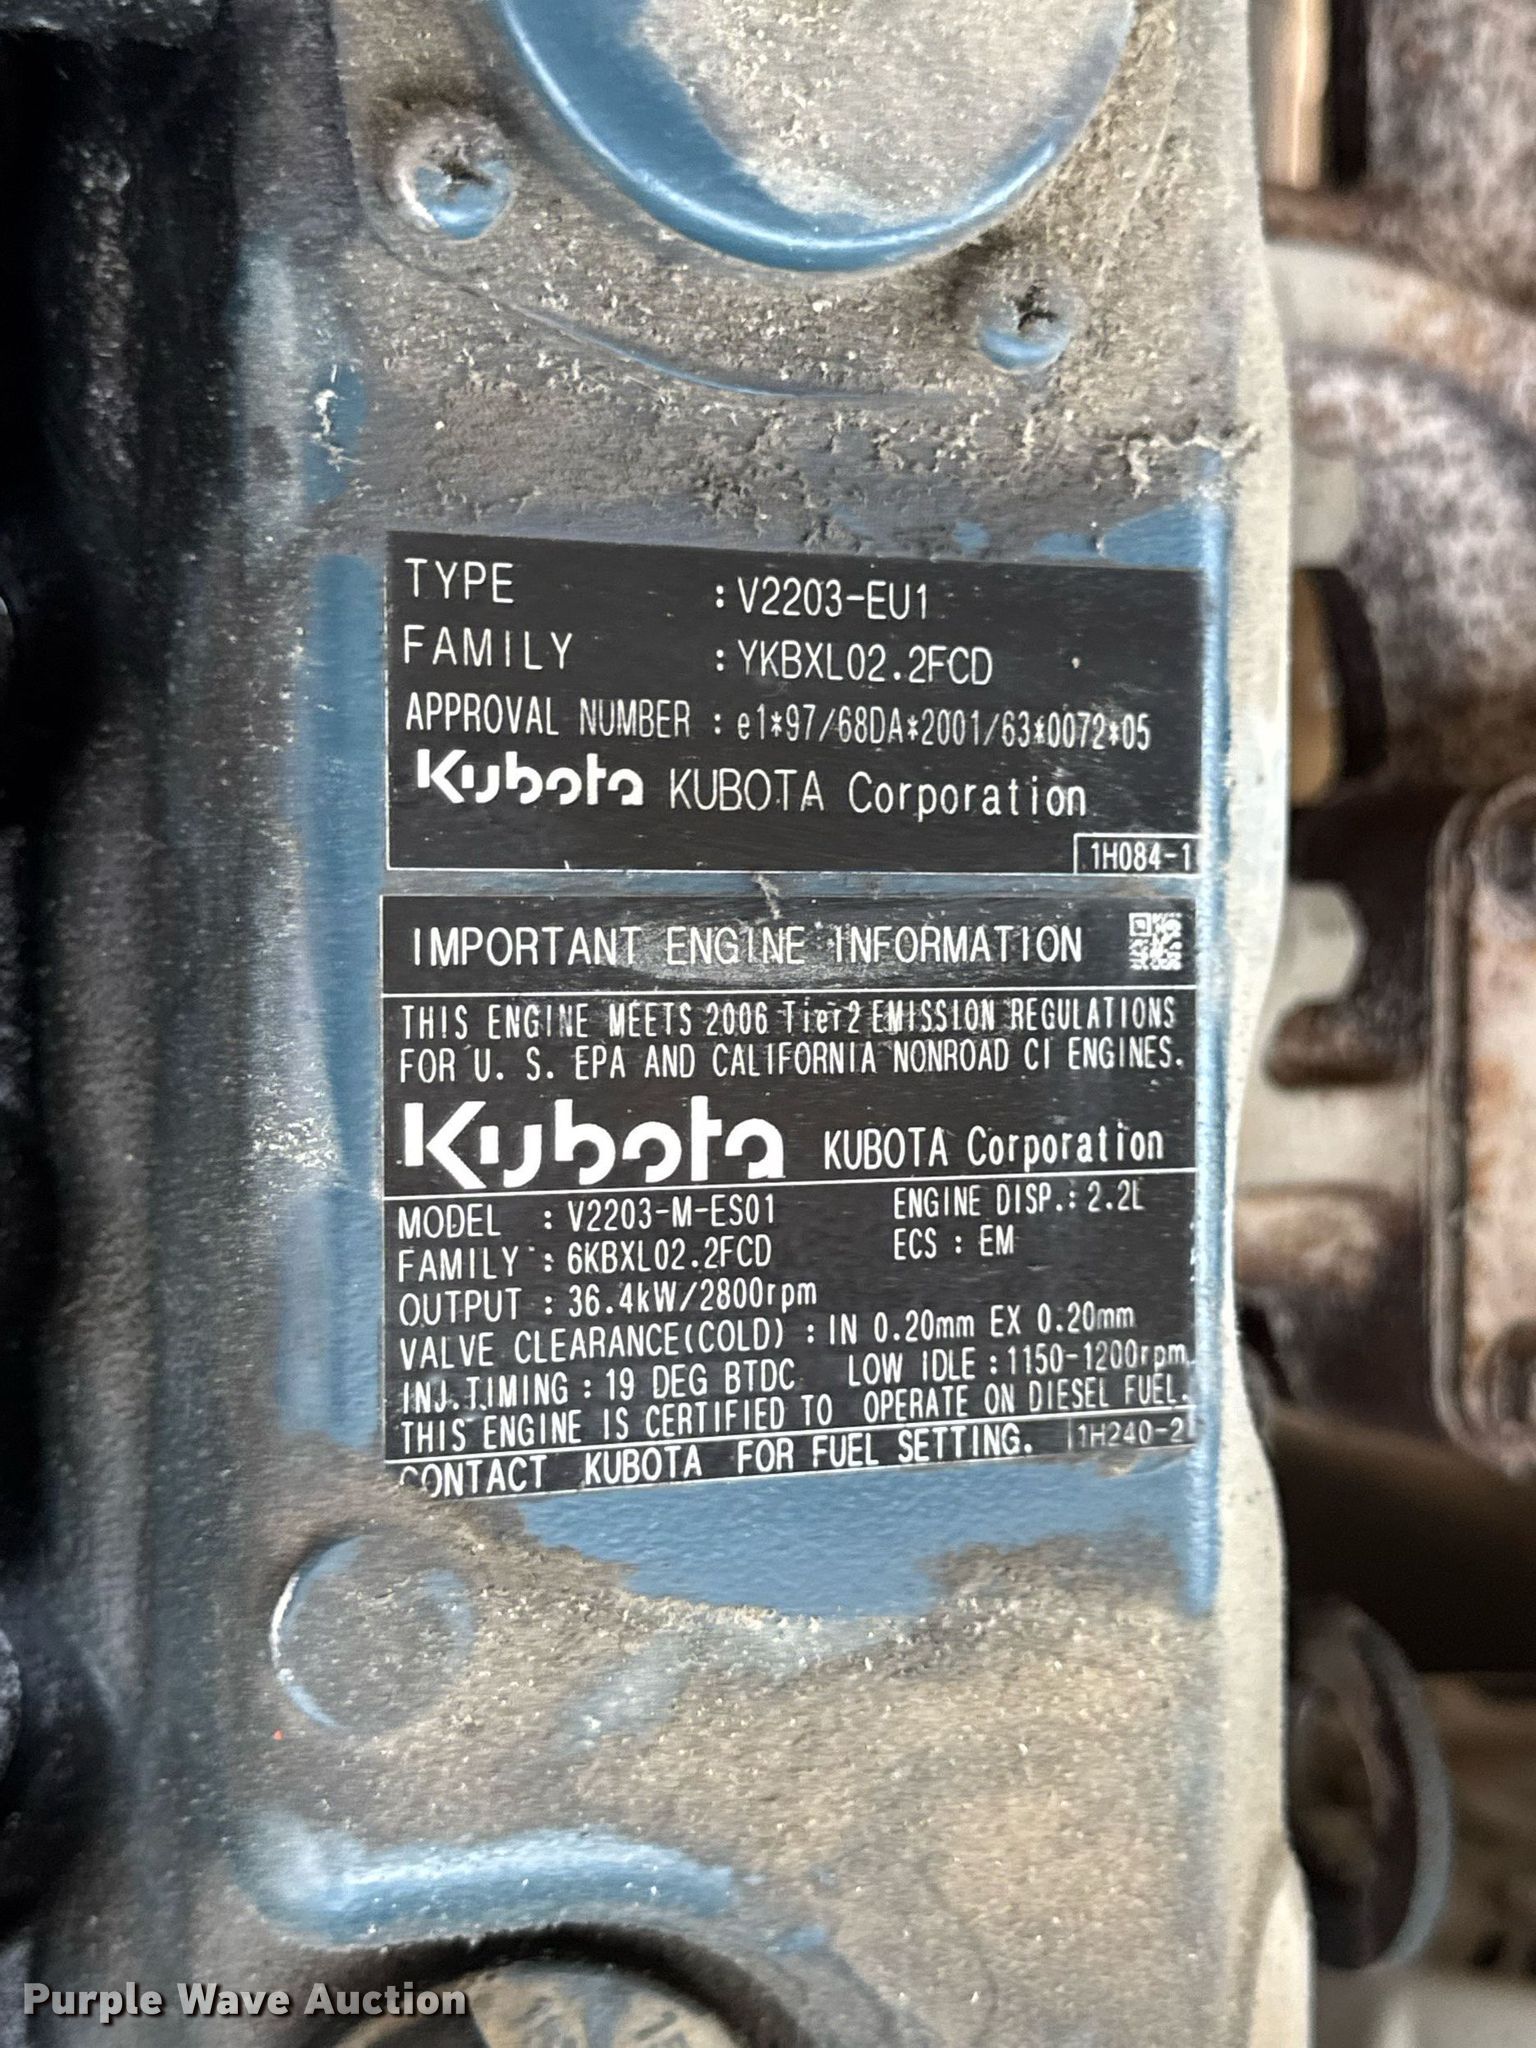 TYPE : V2203-EU1
FAMILY : YKBXL02.2FCD
APPROVAL NUMBER : e1*97/68DA*2001/63*0072*05
Kubota KUBOTA Corporation
1H084-1
IMPORTANT ENGINE INFORMATION
THIS ENGINE MEETS 2006 Tier2 EMISSION REGULATIONS
FOR U. S. EPA AND CALIFORNIA NONROAD CI ENGINES.
Kubota KUBOTA Corporation
MODEL : V2203-M-ES01 ENGINE DISP.: 2.2L
FAMILY : 6KBXL02.2FCD ECS : EM
OUTPUT : 36.4kW/2800rpm
VALVE CLEARANCE(COLD) : IN 0.20mm EX 0.20mm
INJ.TIMING : 19 DEG BTDC LOW IDLE : 1150-1200rpm
THIS ENGINE IS CERTIFIED TO OPERATE ON DIESEL FUEL.
CONTACT KUBOTA FOR FUEL SETTING. 1H240-2
Purple Wave Auction